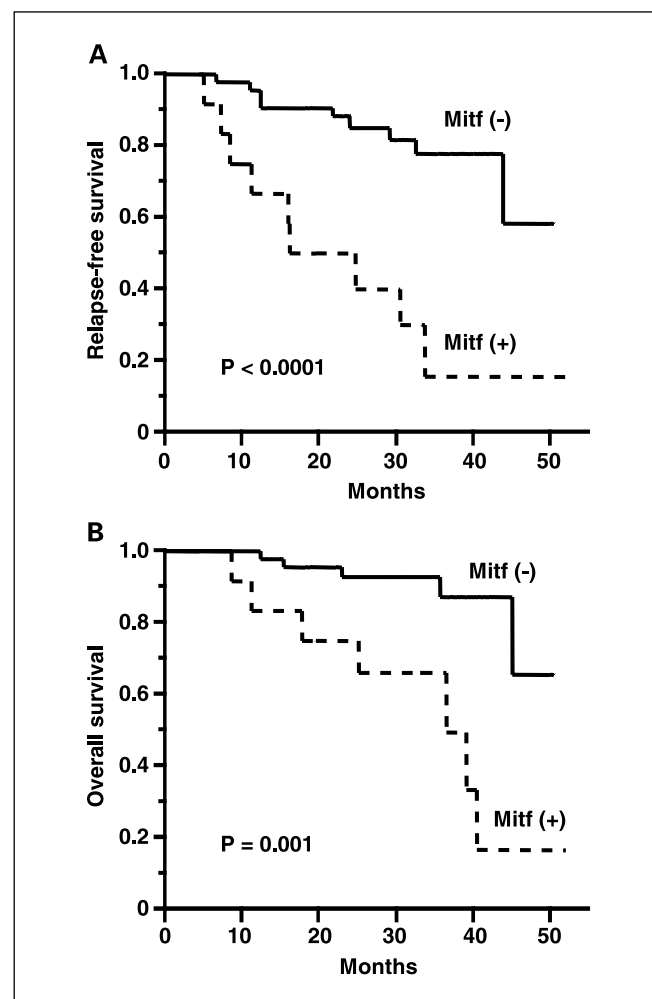 A
1.0
0.8
0.6
0.4
0.2
0
Relapse-free survival
Mitf (-)
Mitf (+)
P < 0.0001
0 10 20 30 40 50
Months
B
1.0
0.8
0.6
0.4
0.2
0
Overall survival
Mitf (-)
Mitf (+)
P = 0.001
0 10 20 30 40 50
Months